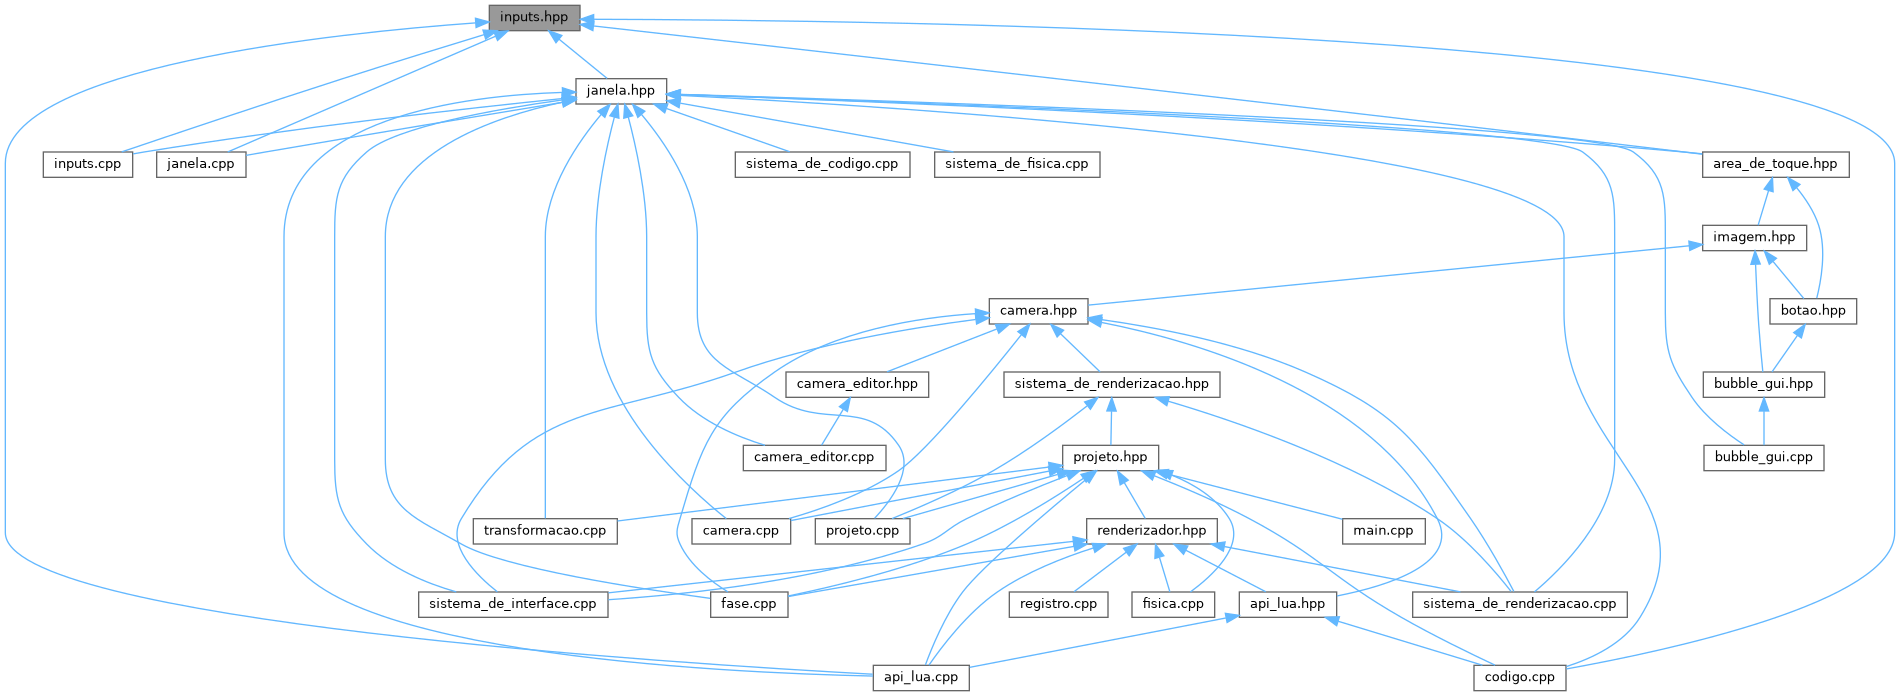 inputs.hpp
janela.hpp
inputs.cpp
janela.cpp
sistema_de_codigo.cpp
sistema_de_fisica.cpp
area_de_toque.hpp
imagem.hpp
camera.hpp
botao.hpp
camera_editor.hpp
sistema_de_renderizacao.hpp
bubble_gui.hpp
camera_editor.cpp
projeto.hpp
bubble_gui.cpp
transformacao.cpp
camera.cpp
projeto.cpp
renderizador.hpp
main.cpp
sistema_de_interface.cpp
fase.cpp
registro.cpp
fisica.cpp
api_lua.hpp
sistema_de_renderizacao.cpp
api_lua.cpp
codigo.cpp